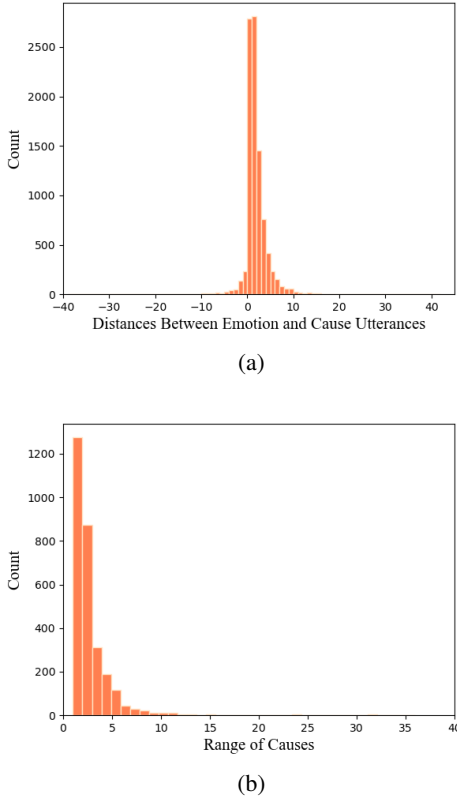 2500
2000
1500
1000
500
0
Count
−40 −30 −20 −10 0 10 20 30 40
Distances Between Emotion and Cause Utterances
(a)
1200
1000
800
600
400
200
0
Count
0 5 10 15 20 25 30 35 40
Range of Causes
(b)